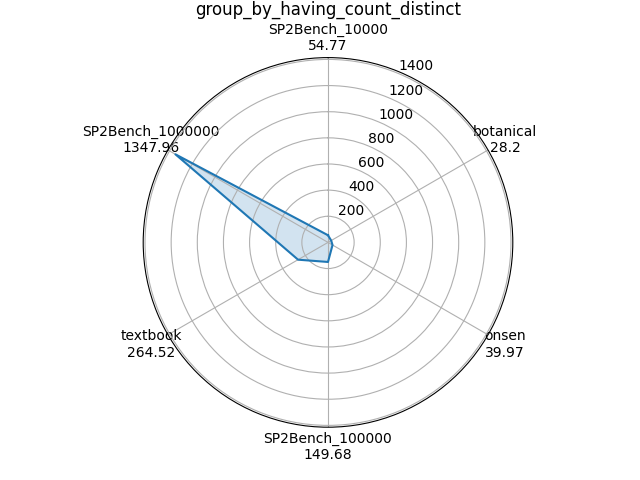 group_by_having_count_distinct
SP2Bench_10000
54.77
1400
1200
1000
800
600
400
200
SP2Bench_1000000
1347.96
botanical
28.2
textbook
264.52
onsen
39.97
SP2Bench_100000
149.68